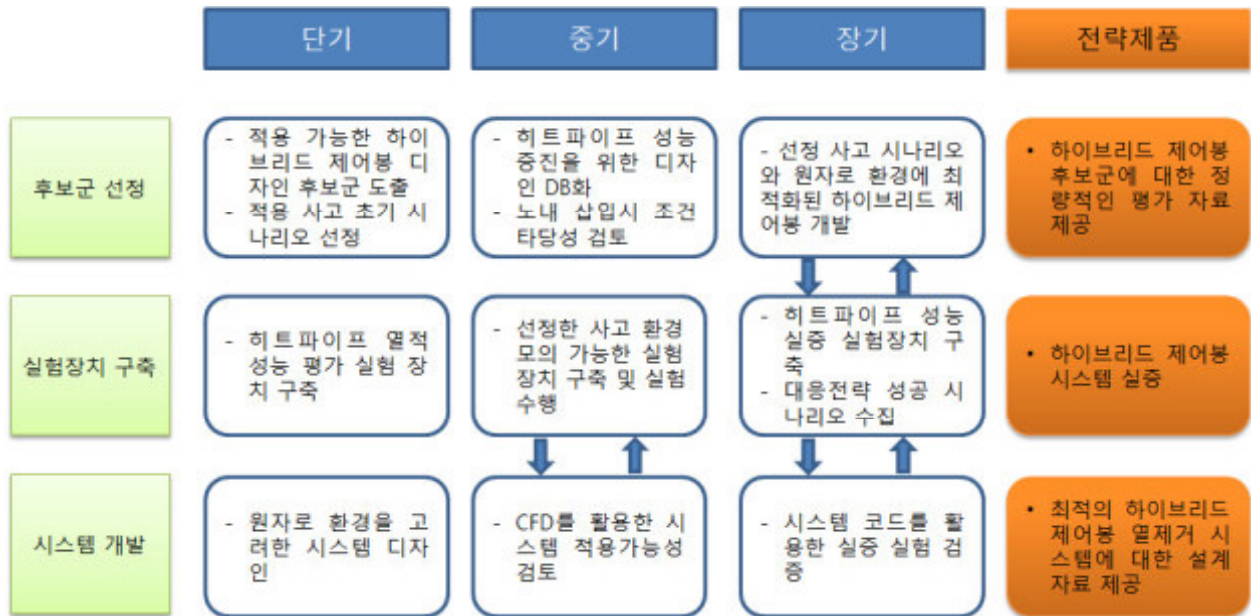 단기
중기
장기
전략제품
후보군 선정
- 적용 가능한 하이
브리드 제어봉 디
자인 후보군 도출
- 적용 사고 초기 시
나리오 선정
- 히트파이프 성능
증진을 위한 디자
인 DB화
- 노내 삽입시 조건
타당성 검토
- 선정 사고 시나리오
와 원자로 환경에 최
적화된 하이브리드 제
어봉 개발
• 하이브리드 제어봉
후보군에 대한 정
량적인 평가 자료
제공
실험장치 구축
- 히트파이프 열적
성능 평가 실험 장
치 구축
- 선정한 사고 환경
모의 가능한 실험
장치 구축 및 실험
수행
- 히트파이프 성능
실증 실험장치 구
축
- 대응전략 성공 시
나리오 수집
• 하이브리드 제어봉
시스템 실증
시스템 개발
- 원자로 환경을 고
려한 시스템 디자
인
- CFD를 활용한 시
스템 적용가능성
검토
- 시스템 코드를 활
용한 실증 실험 검
증
• 최적의 하이브리드
제어봉 열제거 시
스템에 대한 설계
자료 제공